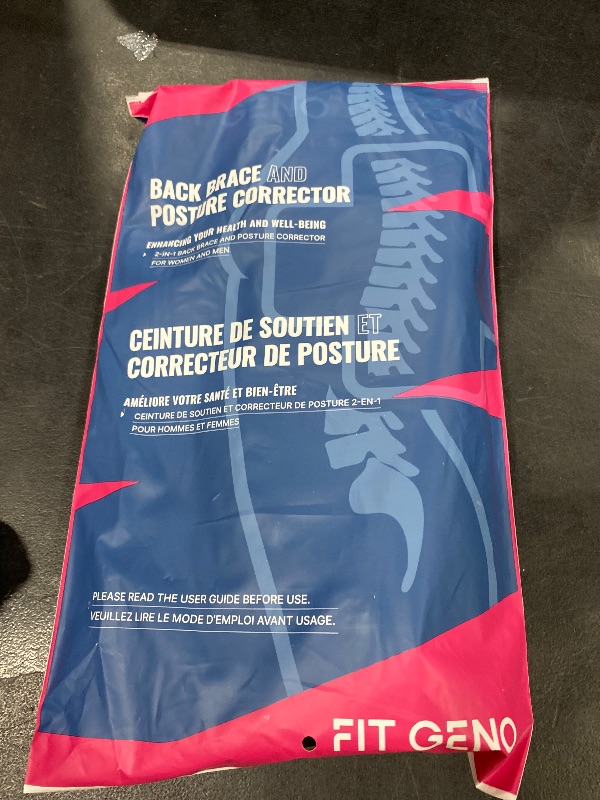 BACK BRACE AND
POSTURE CORRECTOR
ENHANCING YOUR HEALTH AND WELL-BEING
2-IN-1 BACK BRACE AND POSTURE CORRECTOR
FOR WOMEN AND MEN
CEINTURE DE SOUTIEN ET
CORRECTEUR DE POSTURE
AMÉLIORE VOTRE SANTÉ ET BIEN-ÊTRE
CEINTURE DE SOUTIEN ET CORRECTEUR DE POSTURE 2-EN-1
POUR HOMMES ET FEMMES
PLEASE READ THE USER GUIDE BEFORE USE.
VEUILLEZ LIRE LE MODE D'EMPLOI AVANT USAGE.
FIT GENO